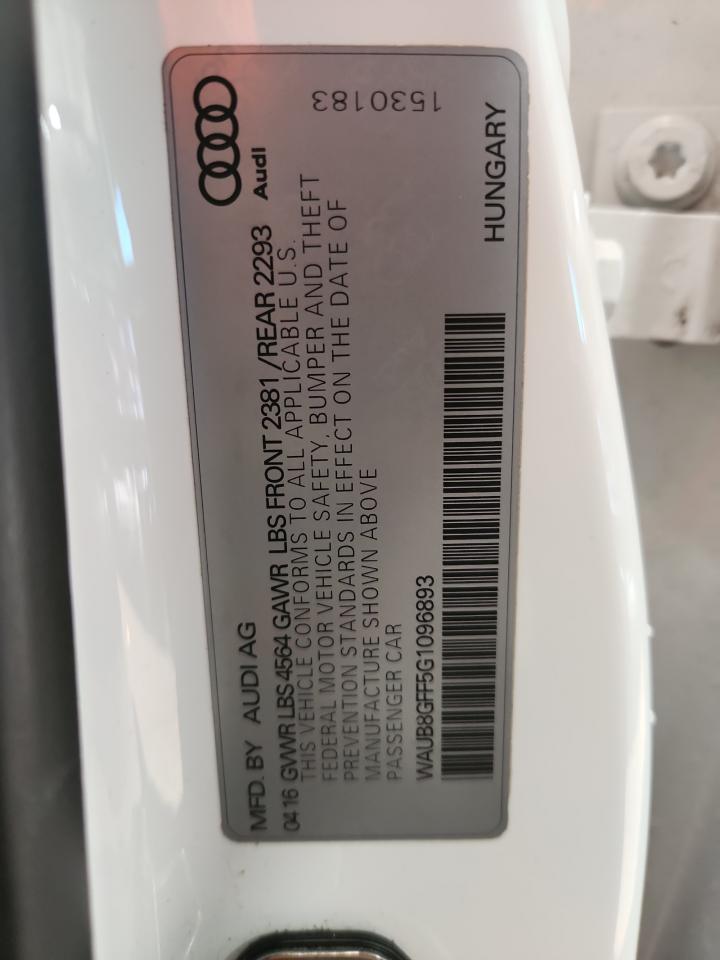 Audi
MFD. BY AUDI AG
04 16 GVWR LBS 4564 GAWR LBS FRONT 2381 /REAR 2293
THIS VEHICLE CONFORMS TO ALL APPLICABLE U.S.
FEDERAL MOTOR VEHICLE SAFETY, BUMPER AND THEFT
PREVENTION STANDARDS IN EFFECT ON THE DATE OF
MANUFACTURE SHOWN ABOVE
PASSENGER CAR
WAUB8GFF5G1096893
HUNGARY
1530183